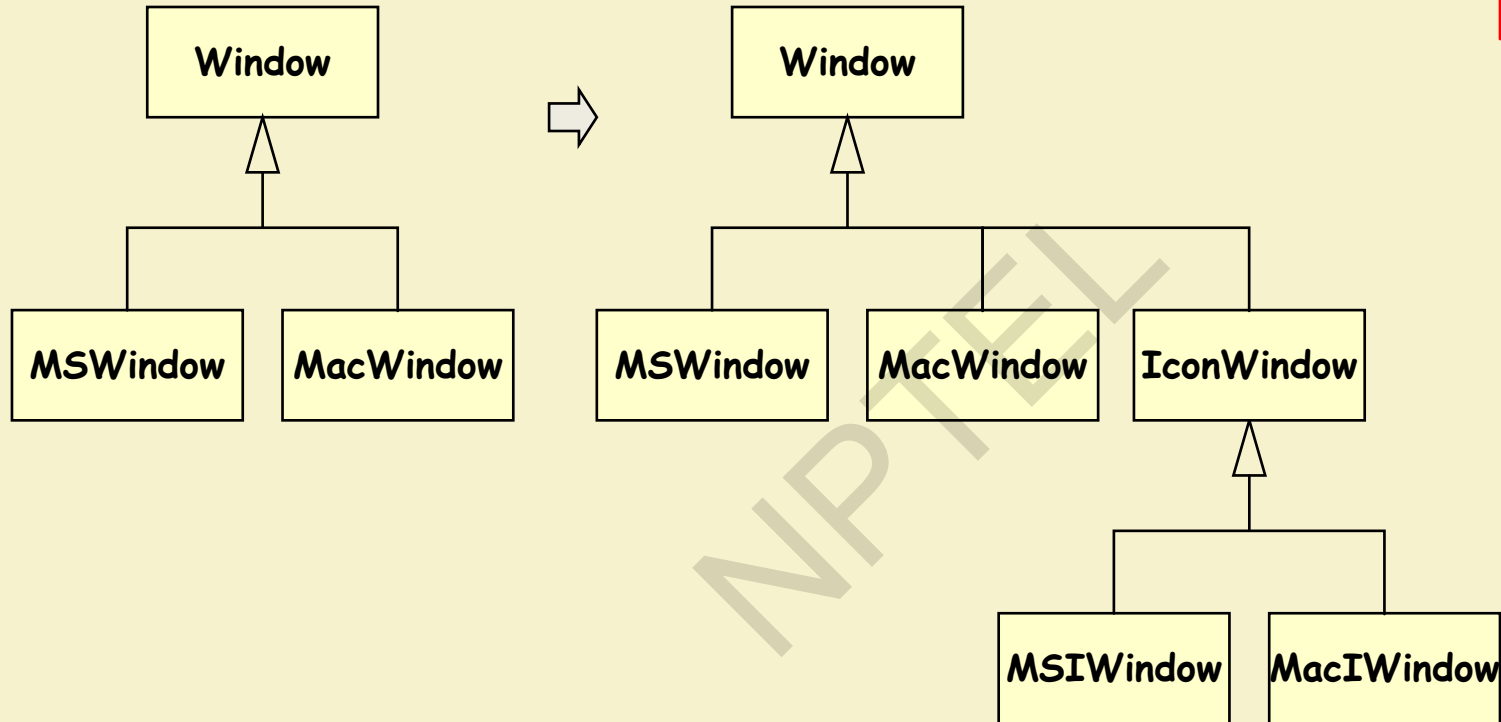 Window
Window
MSWindow
MacWindow
MSWindow
MacWindow
IconWindow
MSIWindow
MacIWindow
NPTEL